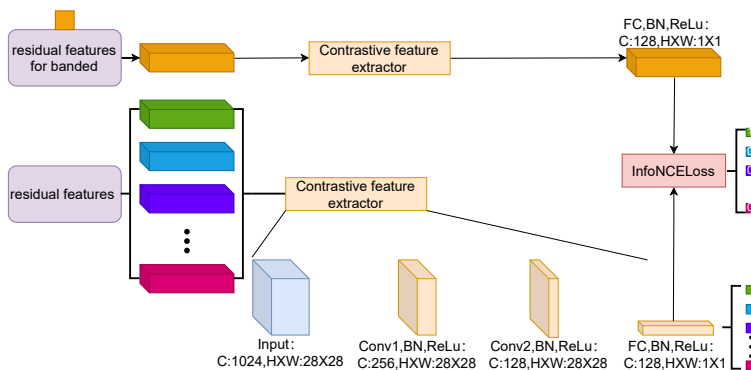 residual features
for banded
Contrastive feature
extractor
FC,BN,ReLu:
C:128,HXW:1X1
residual features
Contrastive feature
extractor
InfoNCELoss
Input:
C:1024,HXW:28X28
Conv1,BN,ReLu:
C:256,HXW:28X28
Conv2,BN,ReLu:
C:128,HXW:28X28
FC,BN,ReLu:
C:128,HXW:1X1